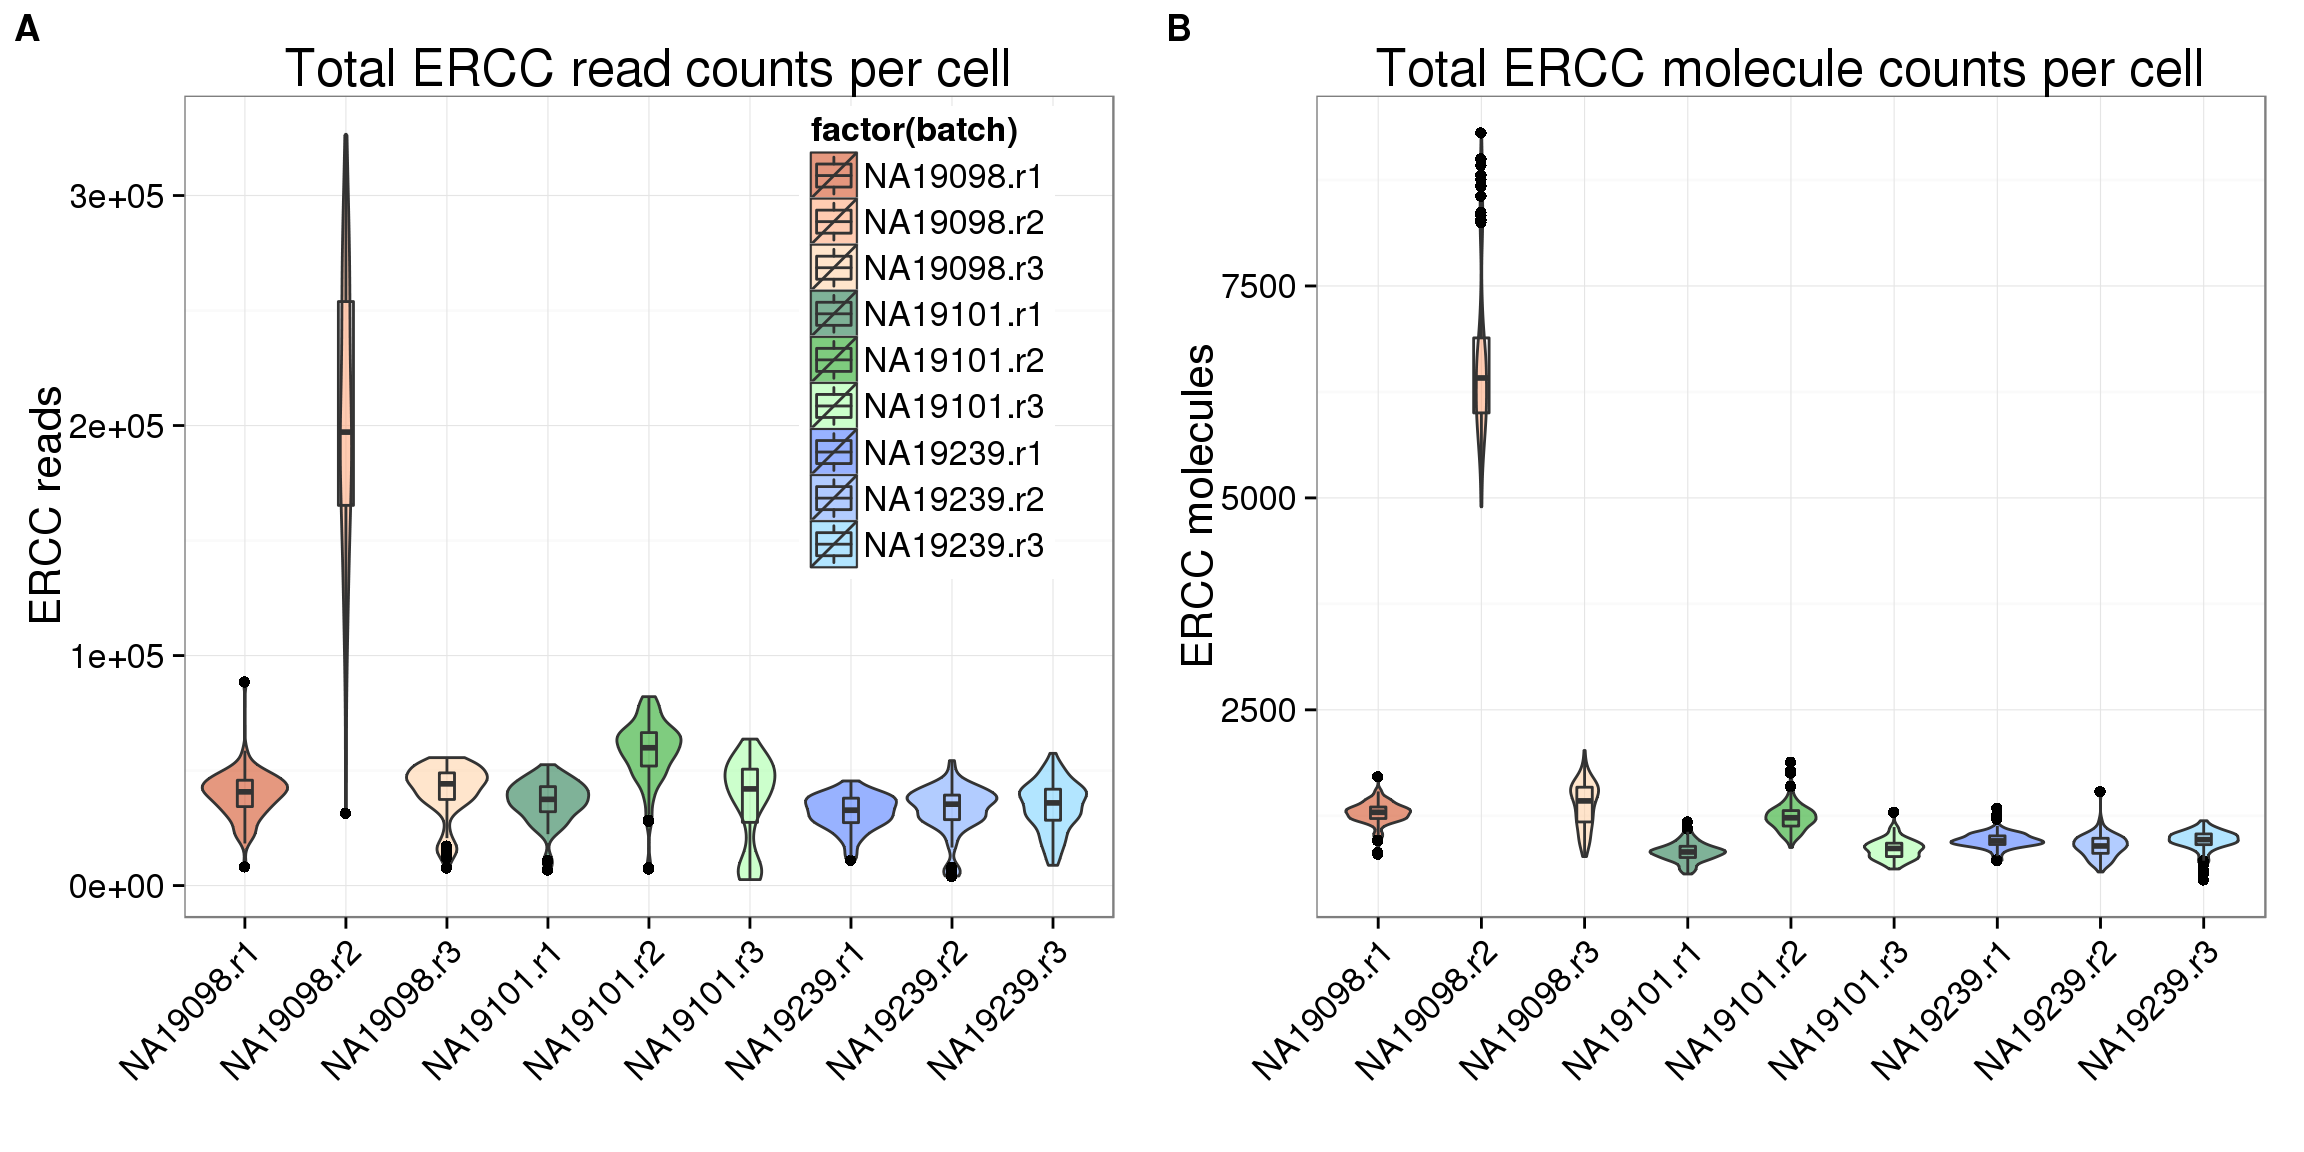 A
Total ERCC read counts per cell
ERCC reads
3e+05
2e+05
1e+05
0e+00
factor(batch)
NA19098.r1
NA19098.r2
NA19098.r3
NA19101.r1
NA19101.r2
NA19101.r3
NA19239.r1
NA19239.r2
NA19239.r3
NA19098.r1
NA19098.r2
NA19098.r3
NA19101.r1
NA19101.r2
NA19101.r3
NA19239.r1
NA19239.r2
NA19239.r3
B
Total ERCC molecule counts per cell
ERCC molecules
7500
5000
2500
NA19098.r1
NA19098.r2
NA19098.r3
NA19101.r1
NA19101.r2
NA19101.r3
NA19239.r1
NA19239.r2
NA19239.r3